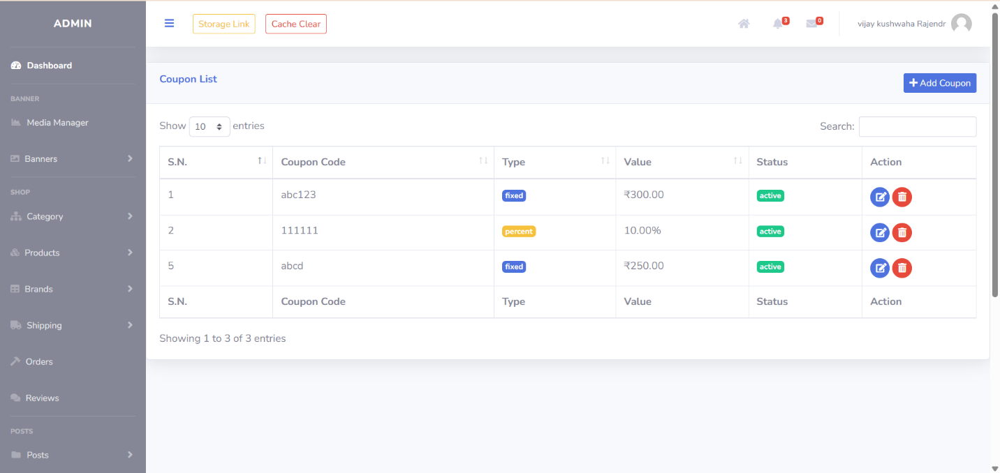 ADMIN
Storage Link
Cache Clear
3
0
vijay kushwaha Rajendr
Dashboard
BANNER
Media Manager
Banners
SHOP
Category
Products
Brands
Shipping
Orders
Reviews
POSTS
Posts
Coupon List
Add Coupon
Show 10 entries
Search:
S.N. Coupon Code Type Value Status Action
1 abc123 fixed ₹300.00 active
2 111111 percent 10.00% active
5 abcd fixed ₹250.00 active
S.N. Coupon Code Type Value Status Action
Showing 1 to 3 of 3 entries